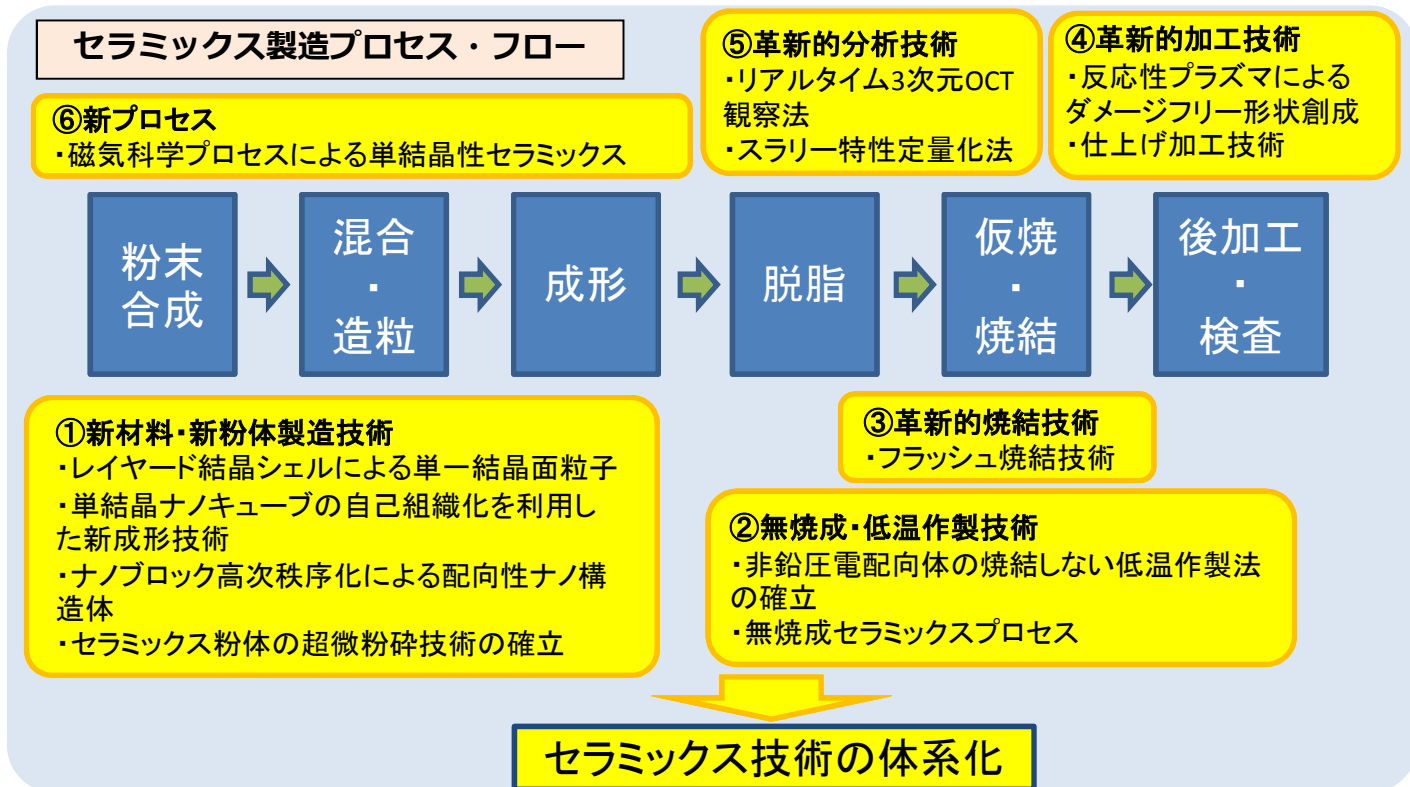 セラミックス製造プロセス・フロー
⑤革新的分析技術
・リアルタイム3次元OCT
観察法
・スラリー特性定量化法
④革新的加工技術
・反応性プラズマによる
ダメージフリー形状創成
・仕上げ加工技術
⑥新プロセス
・磁気科学プロセスによる単結晶性セラミックス
粉末
合成
混合
・
造粒
成形
脱脂
仮焼
・
焼結
後加工
・
検査
①新材料・新粉体製造技術
・レイヤード結晶シェルによる単一結晶面粒子
・単結晶ナノキューブの自己組織化を利用し
た新成形技術
・ナノブロック高次秩序化による配向性ナノ構
造体
・セラミックス粉体の超微粉砕技術の確立
③革新的焼結技術
・フラッシュ焼結技術
②無焼成・低温作製技術
・非鉛圧電配向体の焼結しない低温作製法
の確立
・無焼成セラミックスプロセス
セラミックス技術の体系化